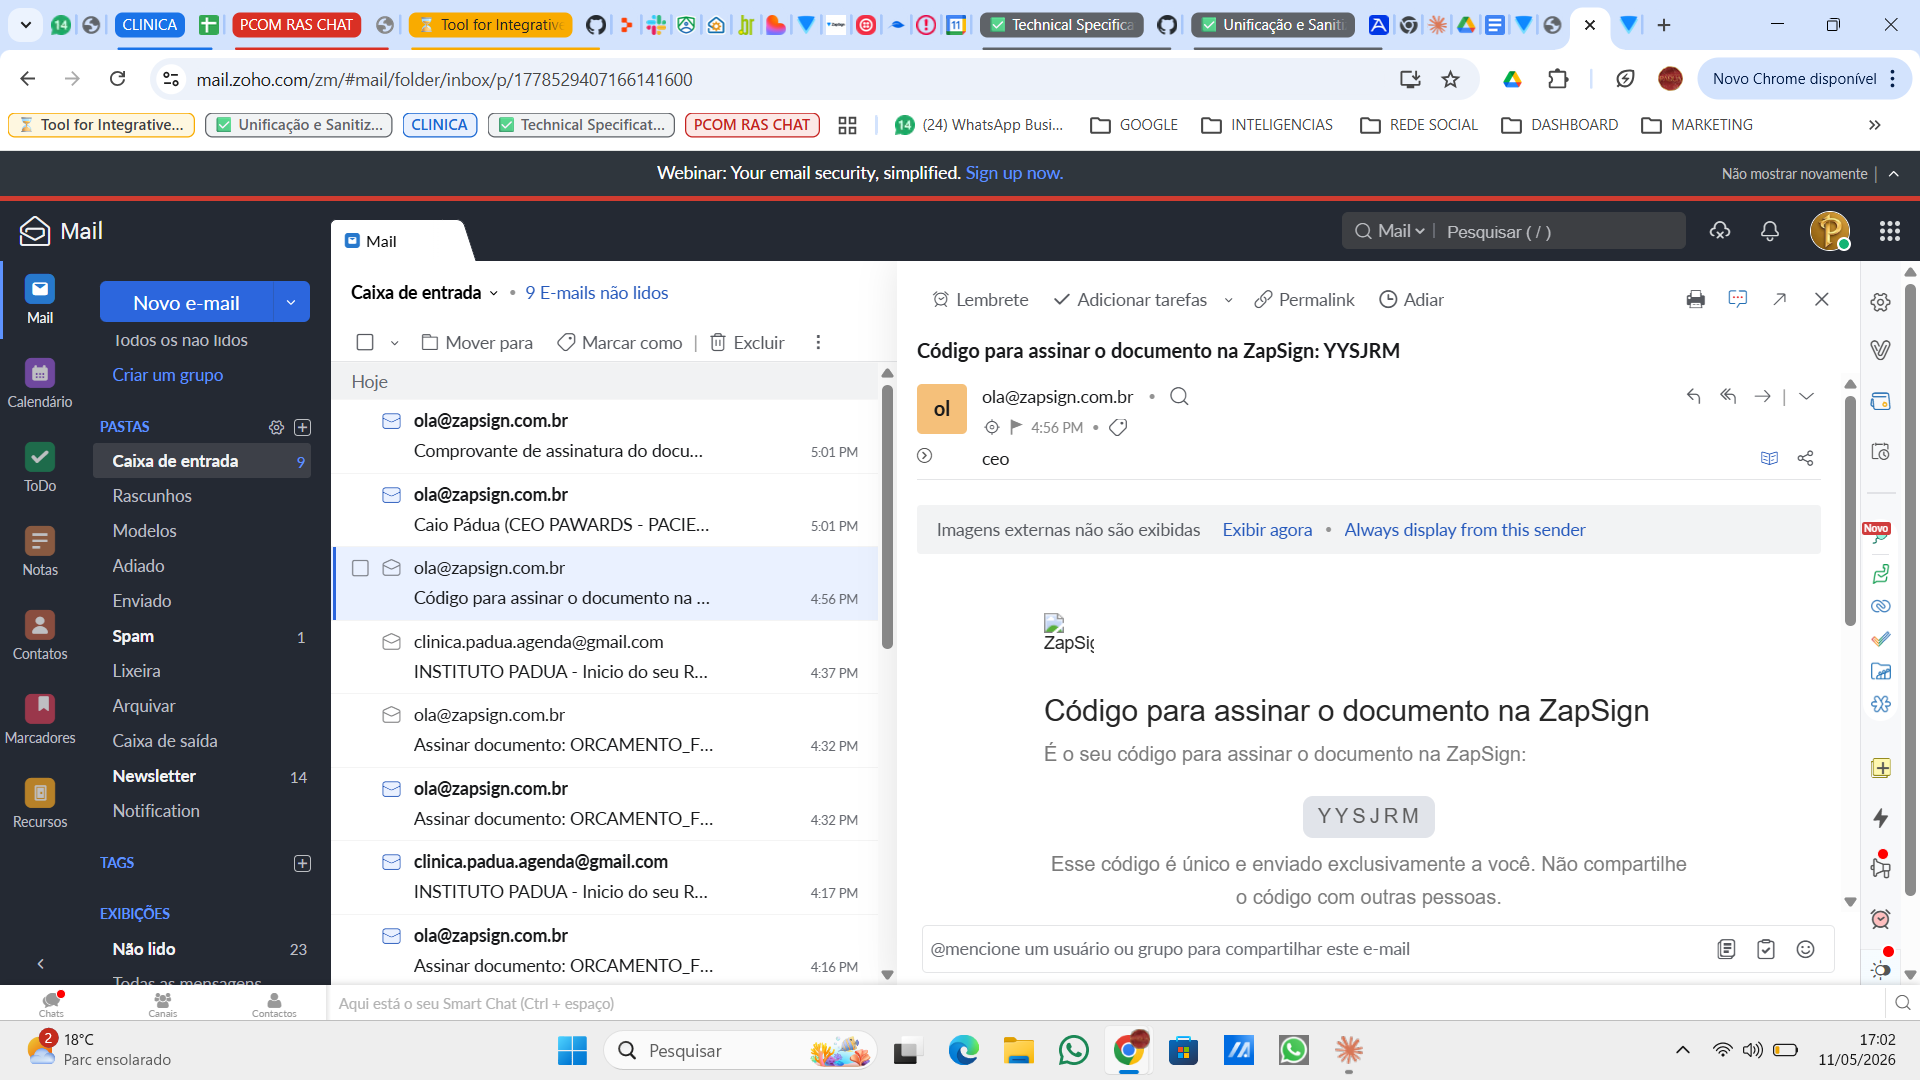 14
CLINICA
PCOM RAS CHAT
Tool for Integrative
Technical Specifica
Unificação e Saniti
mail.zoho.com/zm/#mail/folder/inbox/p/1778529407166141600
Novo Chrome disponível
Tool for Integrative...
Unificação e Sanitiz...
CLINICA
Technical Specificat...
PCOM RAS CHAT
14
(24) WhatsApp Busi...
GOOGLE
INTELIGENCIAS
REDE SOCIAL
DASHBOARD
MARKETING
»
Webinar: Your email security, simplified. Sign up now.
Não mostrar novamente |
Mail
Mail
Mail
Pesquisar ( / )
Mail
Calendário
ToDo
Notas
Contatos
Marcadores
Recursos
Novo e-mail
Todos os não lidos
Criar um grupo
PASTAS
Caixa de entrada 9
Rascunhos
Modelos
Adiado
Enviado
Spam 1
Lixeira
Arquivar
Caixa de saída
Newsletter 14
Notification
TAGS
EXIBIÇÕES
Não lido 23
Todas as mensagens
Caixa de entrada • 9 E-mails não lidos
Mover para
Marcar como
Excluir
Hoje
ola@zapsign.com.br
Comprovante de assinatura do docu... 5:01 PM
ola@zapsign.com.br
Caio Pádua (CEO PAWARDS - PACIE... 5:01 PM
ola@zapsign.com.br
Código para assinar o documento na ... 4:56 PM
clinica.padua.agenda@gmail.com
INSTITUTO PADUA - Inicio do seu R... 4:37 PM
ola@zapsign.com.br
Assinar documento: ORCAMENTO_F... 4:32 PM
ola@zapsign.com.br
Assinar documento: ORCAMENTO_F... 4:32 PM
clinica.padua.agenda@gmail.com
INSTITUTO PADUA - Inicio do seu R... 4:17 PM
ola@zapsign.com.br
Assinar documento: ORCAMENTO_F... 4:16 PM
Lembrete
Adicionar tarefas
Permalink
Adiar
Código para assinar o documento na ZapSign: YYSJRM
ol
ola@zapsign.com.br •
4:56 PM •
ceo
Imagens externas não são exibidas Exibir agora • Always display from this sender
ZapSig
Código para assinar o documento na ZapSign
É o seu código para assinar o documento na ZapSign:
YYSJRM
Esse código é único e enviado exclusivamente a você. Não compartilhe
o código com outras pessoas.
@mencione um usuário ou grupo para compartilhar este e-mail
Novo
Chats
Canais
Contactos
Aqui está o seu Smart Chat (Ctrl + espaço)
2
18°C
Parc ensolarado
Pesquisar
17:02
11/05/2026